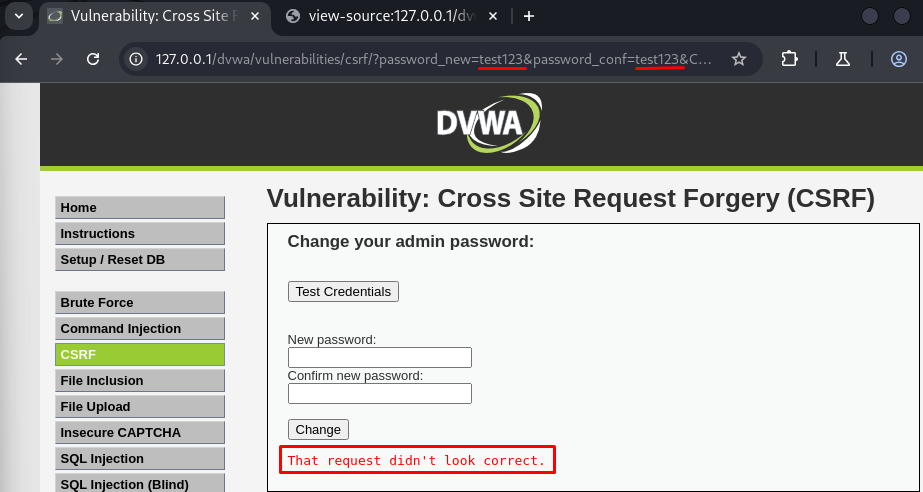 Vulnerability: Cross Site R
view-source:127.0.0.1/dv
127.0.0.1/dvwa/vulnerabilities/csrf/?password_new=test123&password_conf=test123&C...
DVWA
Home
Instructions
Setup / Reset DB
Brute Force
Command Injection
CSRF
File Inclusion
File Upload
Insecure CAPTCHA
SQL Injection
SQL Injection (Blind)
Vulnerability: Cross Site Request Forgery (CSRF)
Change your admin password:
Test Credentials
New password:
Confirm new password:
Change
That request didn't look correct.